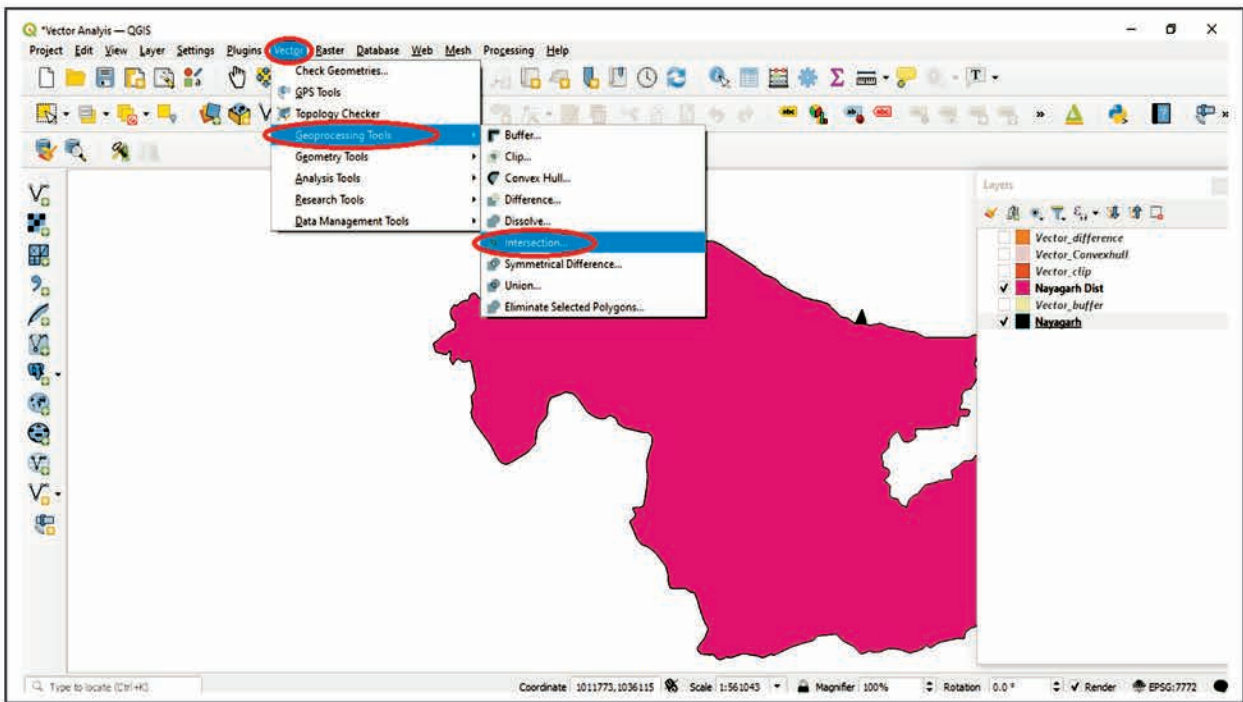 *Vector Analyis — QGIS
Project Edit View Layer Settings Plugins Vector Raster Database Web Mesh Processing Help
Check Geometries...
GPS Tools
Topology Checker
Geoprocessing Tools
Geometry Tools
Analysis Tools
Research Tools
Data Management Tools
Buffer...
Clip...
Convex Hull...
Difference...
Dissolve...
Intersection...
Symmetrical Difference...
Union...
Eliminate Selected Polygons...
Layers
Vector_difference
Vector_Convexhull
Vector_clip
Nayagarh Dist
Vector_buffer
Nayagarh
Type to locate (Ctrl+K) Coordinate 1011773,1036115 Scale 1:561043 Magnifier 100% Rotation 0.0 ° Render EPSG:7772